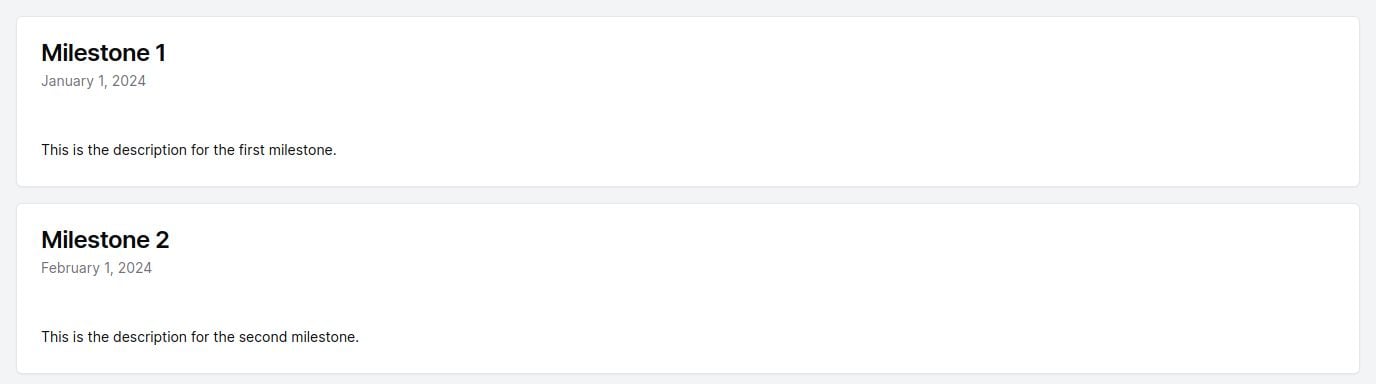 Milestone 1
January 1, 2024
This is the description for the first milestone.
Milestone 2
February 1, 2024
This is the description for the second milestone.